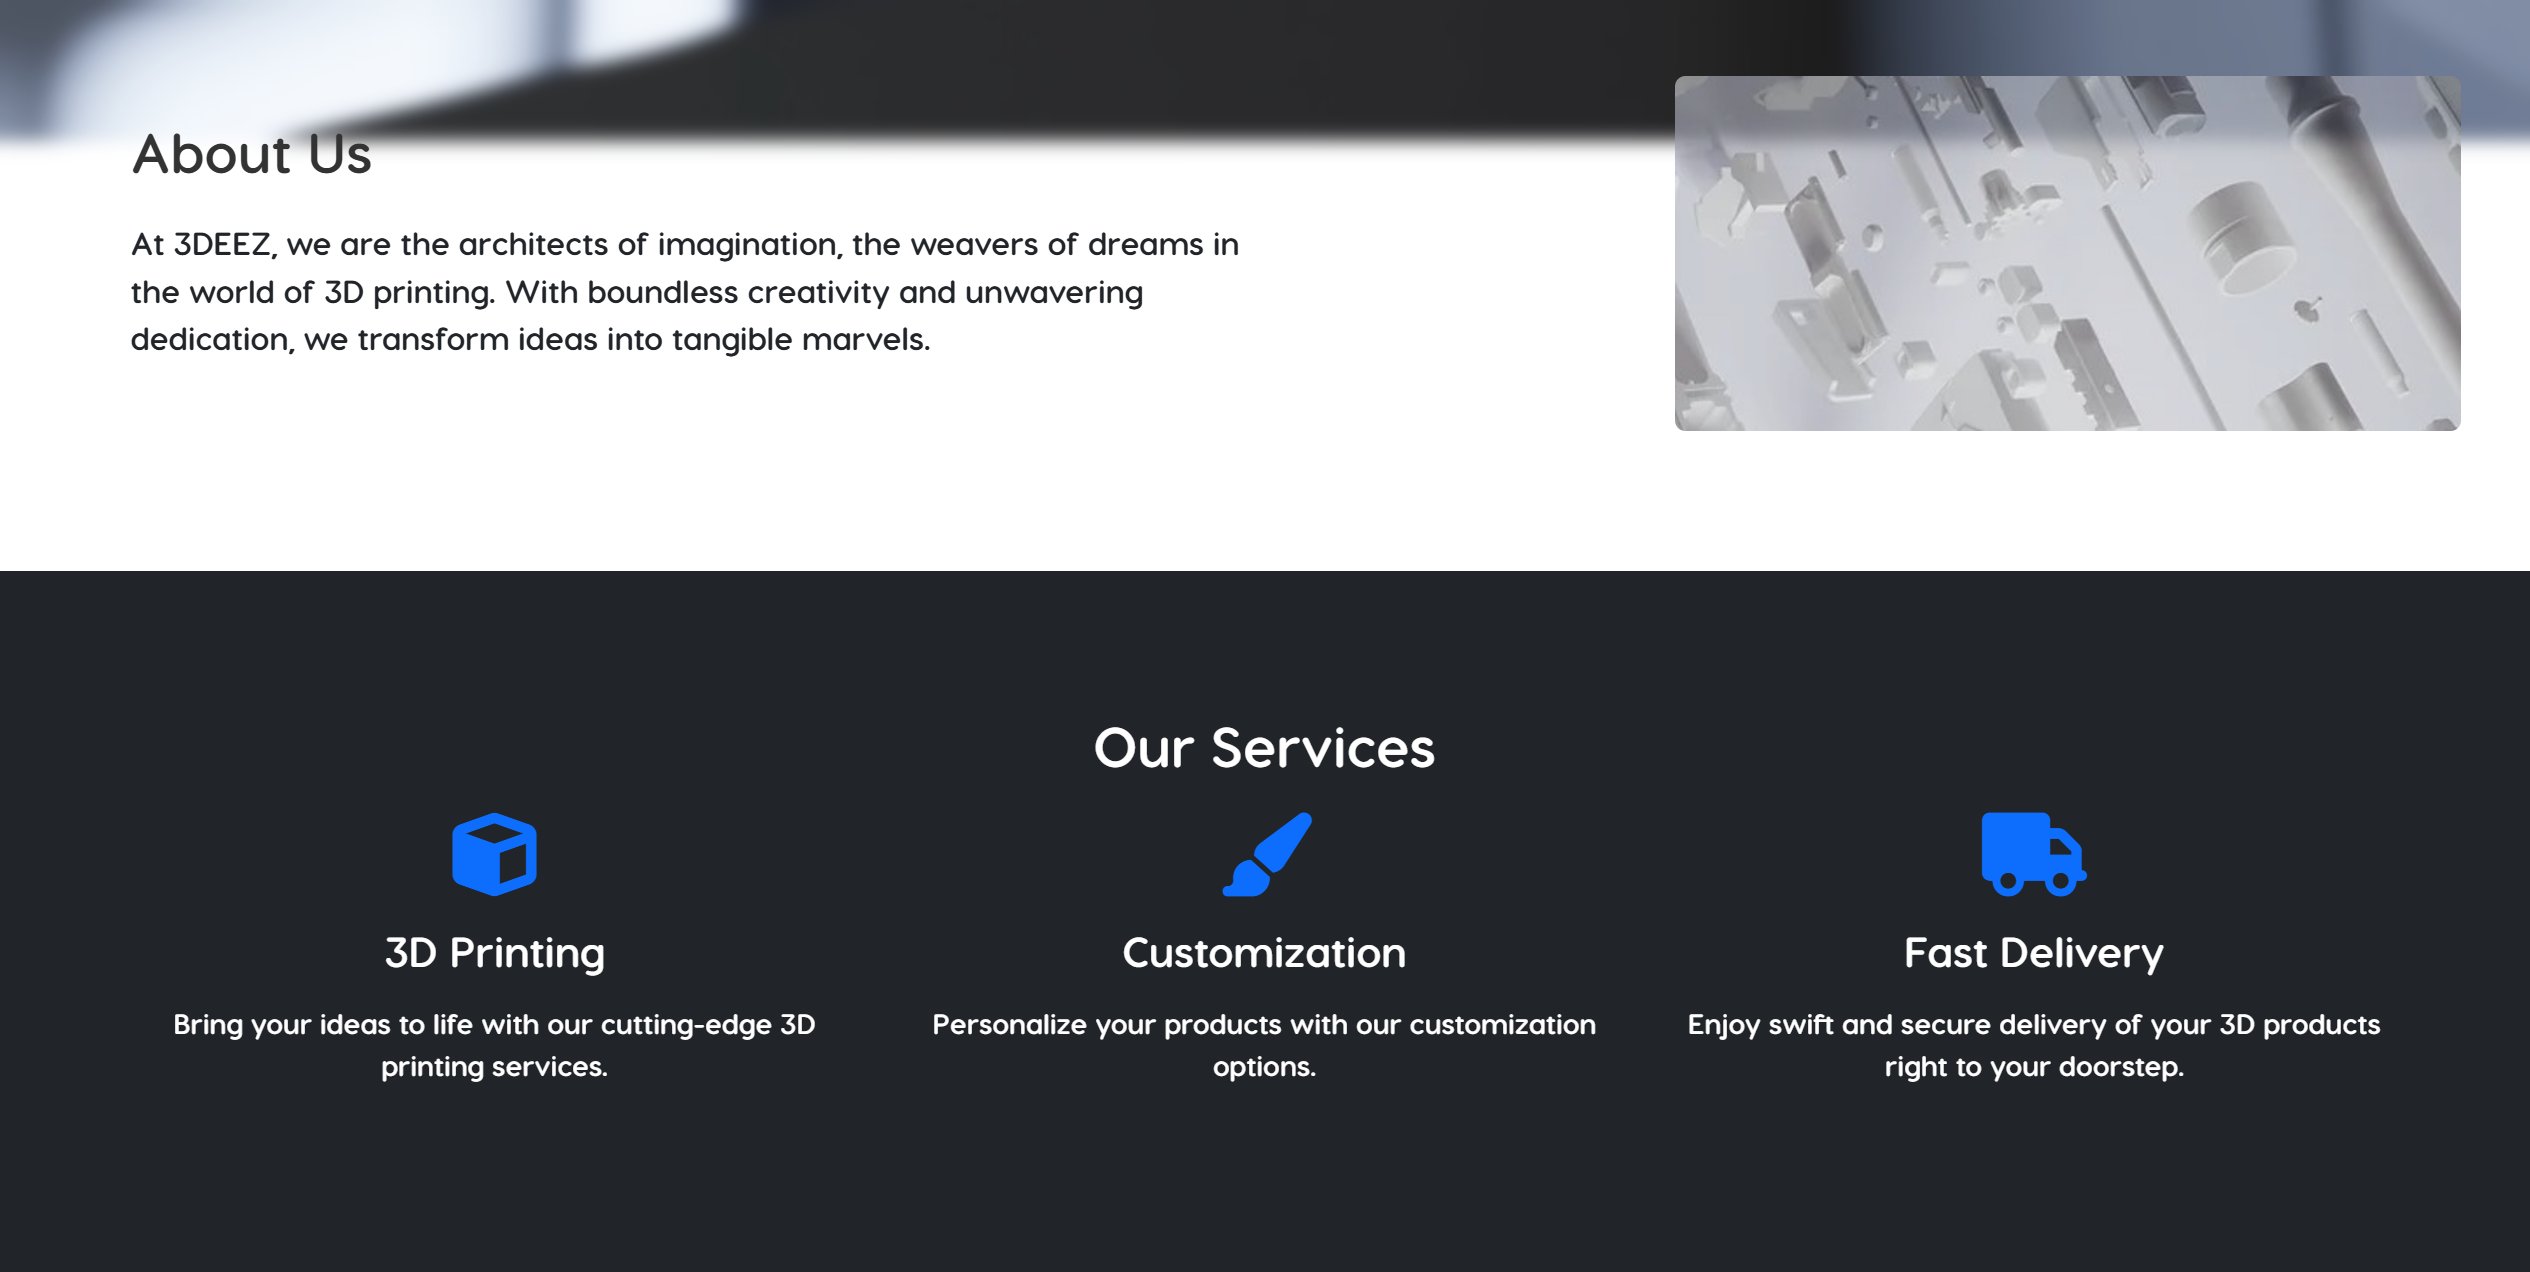 About Us
At 3DEEZ, we are the architects of imagination, the weavers of dreams in
the world of 3D printing. With boundless creativity and unwavering
dedication, we transform ideas into tangible marvels.
Our Services
3D Printing
Bring your ideas to life with our cutting-edge 3D
printing services.
Customization
Personalize your products with our customization
options.
Fast Delivery
Enjoy swift and secure delivery of your 3D products
right to your doorstep.